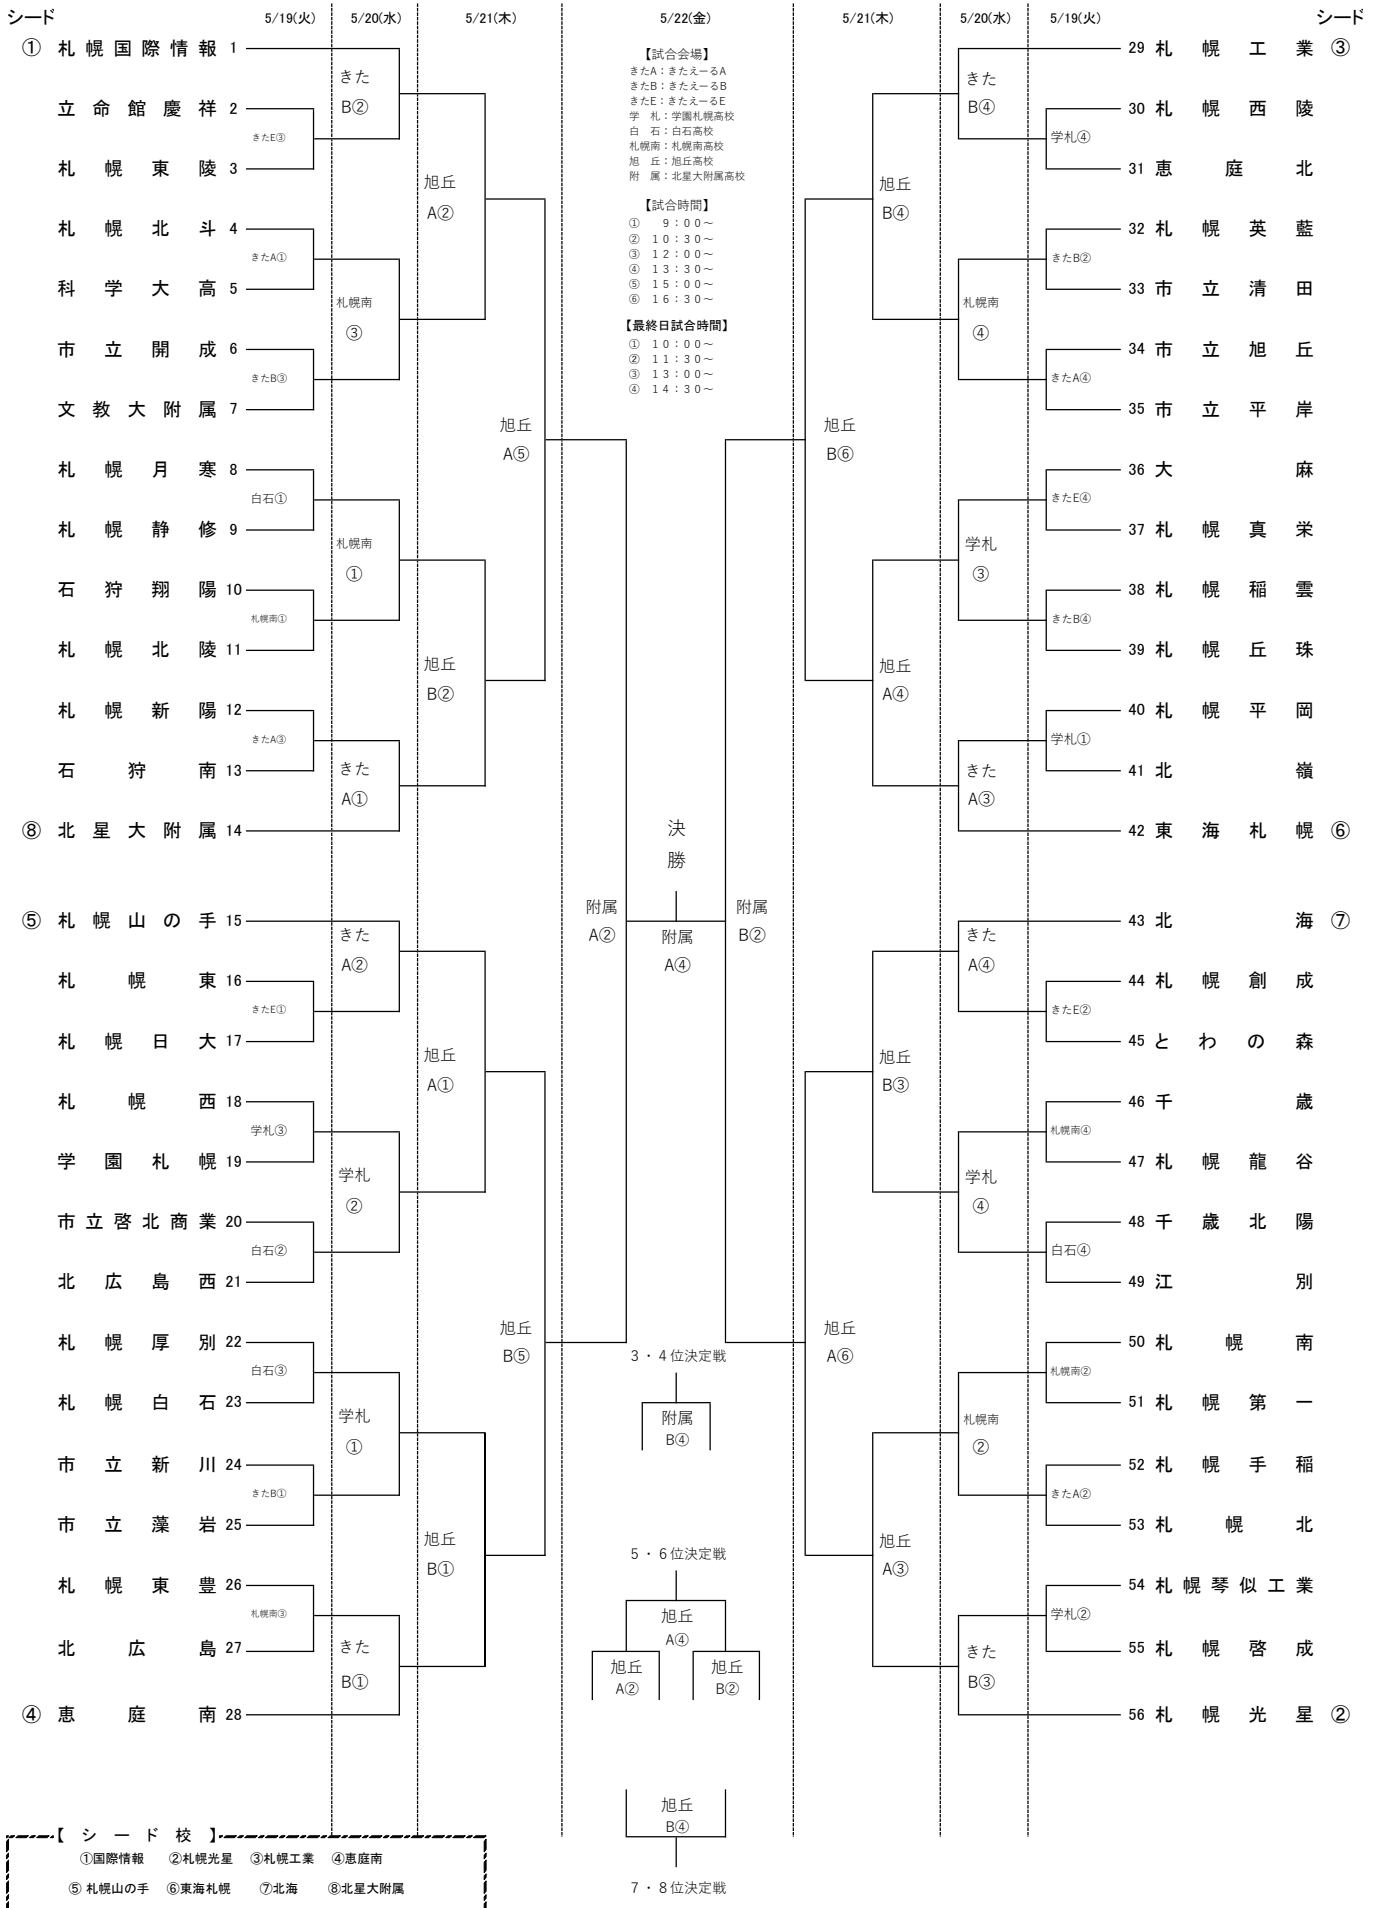 シード 5/19(火) 5/20(水) 5/21(木) 5/22(金) 5/21(木) 5/20(水) 5/19(火) シード
① 札幌国際情報 1
立命館慶祥 2
札幌東陵 3
札幌北斗 4
科学大高 5
市立開成 6
文教大附属 7
札幌月寒 8
札幌静修 9
石狩翔陽 10
札幌北陵 11
札幌新陽 12
石狩南 13
⑧ 北星大附属 14
⑤ 札幌山の手 15
札幌東 16
札幌日大 17
札幌西 18
学園札幌 19
市立啓北商業 20
北広島西 21
札幌厚別 22
札幌白石 23
市立新川 24
市立藻岩 25
札幌東豊 26
北広島 27
④ 恵庭南 28
きたE③
きたA①
きたB③
白石①
札幌南①
きたA③
きたE①
学札③
白石②
白石③
きたB①
札幌南③
きた
B②
札幌南
③
札幌南
①
きた
A①
きた
A②
学札
②
学札
①
きた
B①
旭丘
A②
旭丘
B②
旭丘
A①
旭丘
B①
旭丘
A⑤
旭丘
B⑤
【試合会場】
きたA：きたえーるA
きたB：きたえーるB
きたE：きたえーるE
学　札：学園札幌高校
白　石：白石高校
札幌南：札幌南高校
旭　丘：旭丘高校
附　属：北星大附属高校
【試合時間】
① 9：00～
② 10：30～
③ 12：00～
④ 13：30～
⑤ 15：00～
⑥ 16：30～
【最終日試合時間】
① 10：00～
② 11：30～
③ 13：00～
④ 14：30～
決
勝
附属
A②
附属
A④
附属
B②
3・4位決定戦
附属
B④
5・6位決定戦
旭丘
A④
旭丘
A②
旭丘
B②
旭丘
B④
7・8位決定戦
旭丘
B⑥
旭丘
A⑥
旭丘
B④
旭丘
A④
旭丘
B③
旭丘
A③
きた
B④
札幌南
④
学札
③
きた
A③
きた
A④
学札
④
札幌南
②
きた
B③
学札④
きたB②
きたA④
きたE④
きたB④
学札①
きたE②
札幌南④
白石④
札幌南②
きたA②
学札②
29 札幌工業 ③
30 札幌西陵
31 恵庭北
32 札幌英藍
33 市立清田
34 市立旭丘
35 市立平岸
36 大麻
37 札幌真栄
38 札幌稲雲
39 札幌丘珠
40 札幌平岡
41 北嶺
42 東海札幌 ⑥
43 北海 ⑦
44 札幌創成
45 とわの森
46 千歳
47 札幌龍谷
48 千歳北陽
49 江別
50 札幌南
51 札幌第一
52 札幌手稲
53 札幌北
54 札幌琴似工業
55 札幌啓成
56 札幌光星 ②
【シード校】
①国際情報 ②札幌光星 ③札幌工業 ④恵庭南
⑤ 札幌山の手 ⑥東海札幌 ⑦北海 ⑧北星大附属